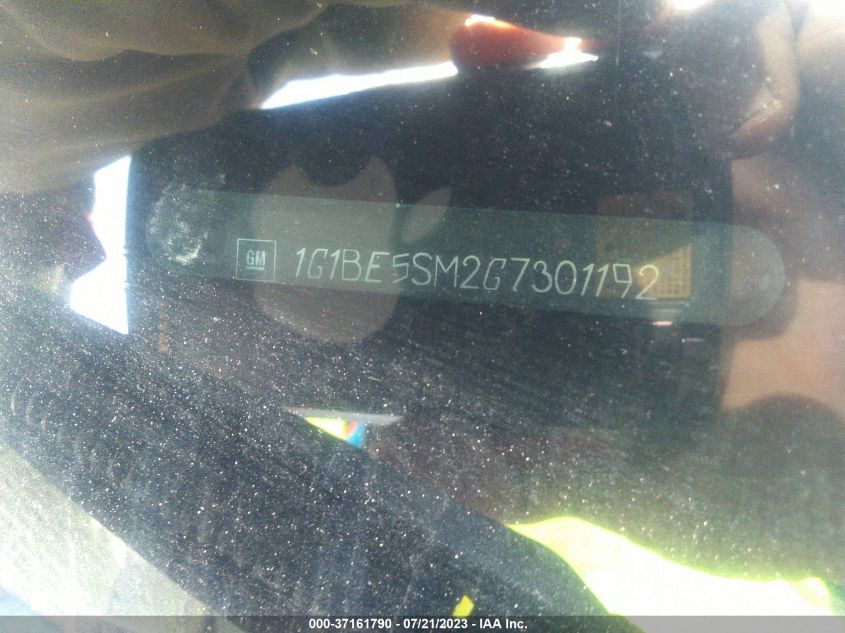 GM 1G1BE5SM2G7301192
000-37161790 - 07/21/2023 - IAA Inc.